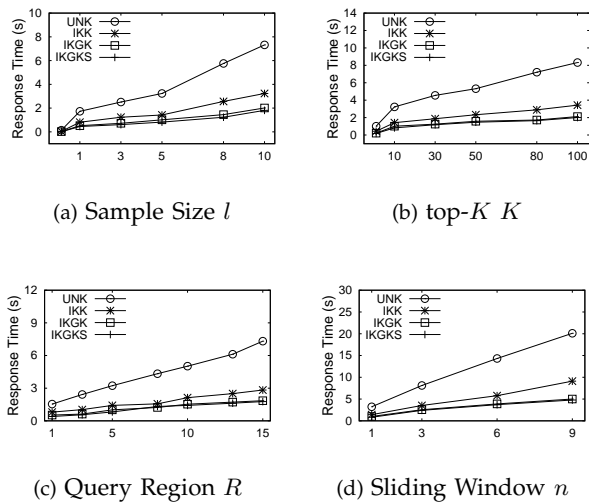 Response Time (s)
10
8
6
4
2
0
UNK
IKK
IKGK
IKGKS
1 3 5 8 10
(a) Sample Size l
Response Time (s)
14
12
10
8
6
4
2
0
UNK
IKK
IKGK
IKGKS
10 30 50 80 100
(b) top-K K
Response Time (s)
12
9
6
3
0
UNK
IKK
IKGK
IKGKS
1 5 10 15
(c) Query Region R
Response Time (s)
30
25
20
15
10
5
0
UNK
IKK
IKGK
IKGKS
1 3 6 9
(d) Sliding Window n